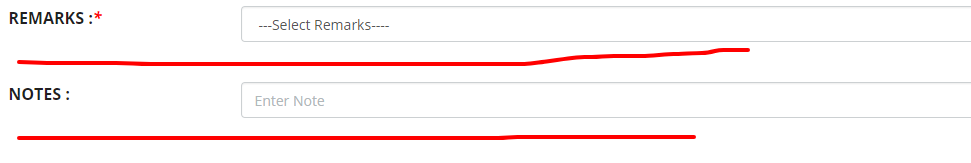 REMARKS :* ---Select Remarks----
NOTES : Enter Note